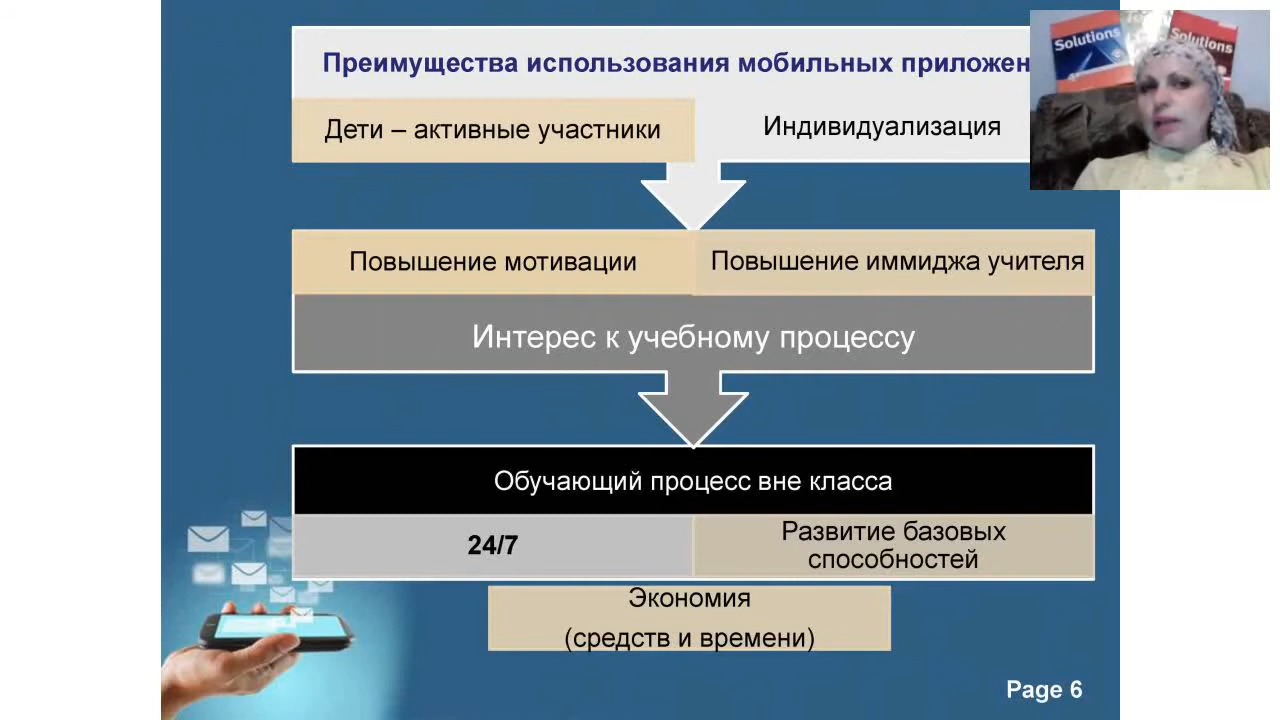 Преимущества использования мобильных приложен
Дети – активные участники
Индивидуализация
Повышение мотивации
Повышение иммиджа учителя
Интерес к учебному процессу
Обучающий процесс вне класса
24/7
Развитие базовых
способностей
Экономия
(средств и времени)
Page 6
Solutions
Solutions